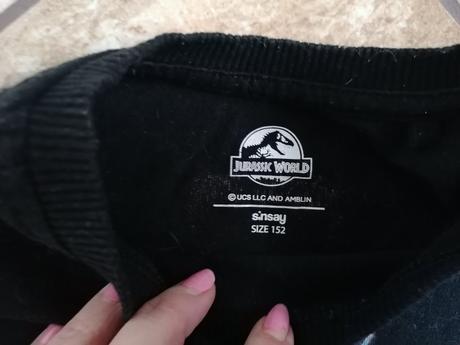 JURASSIC WORLD
© UCS LLC AND AMBLIN
sinsay
SIZE 152